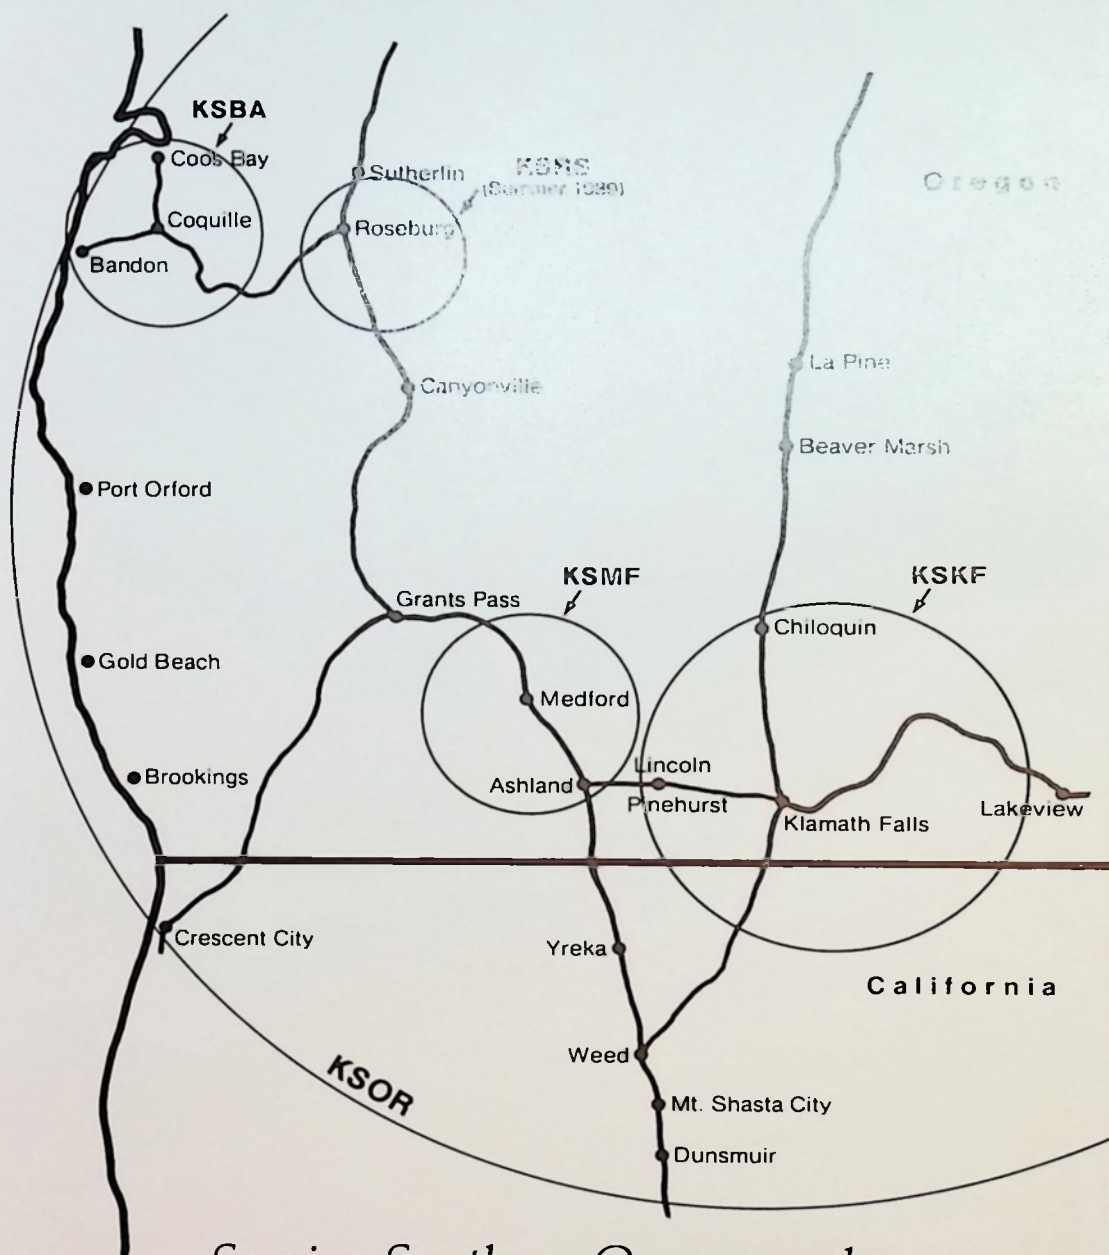 KSBA
Coos Bay
Sutherlin
KSRS
(Summer 1989)
Oregon
Coquille
Roseburg
Bandon
La Pine
Canyonville
Beaver Marsh
Port Orford
KSMF
KSKF
Grants Pass
Chiloquin
Gold Beach
Medford
Lincoln
Brookings
Ashland
Pinehurst
Lakeview
Klamath Falls
Crescent City
Yreka
California
Weed
KSOR
Mt. Shasta City
Dunsmuir